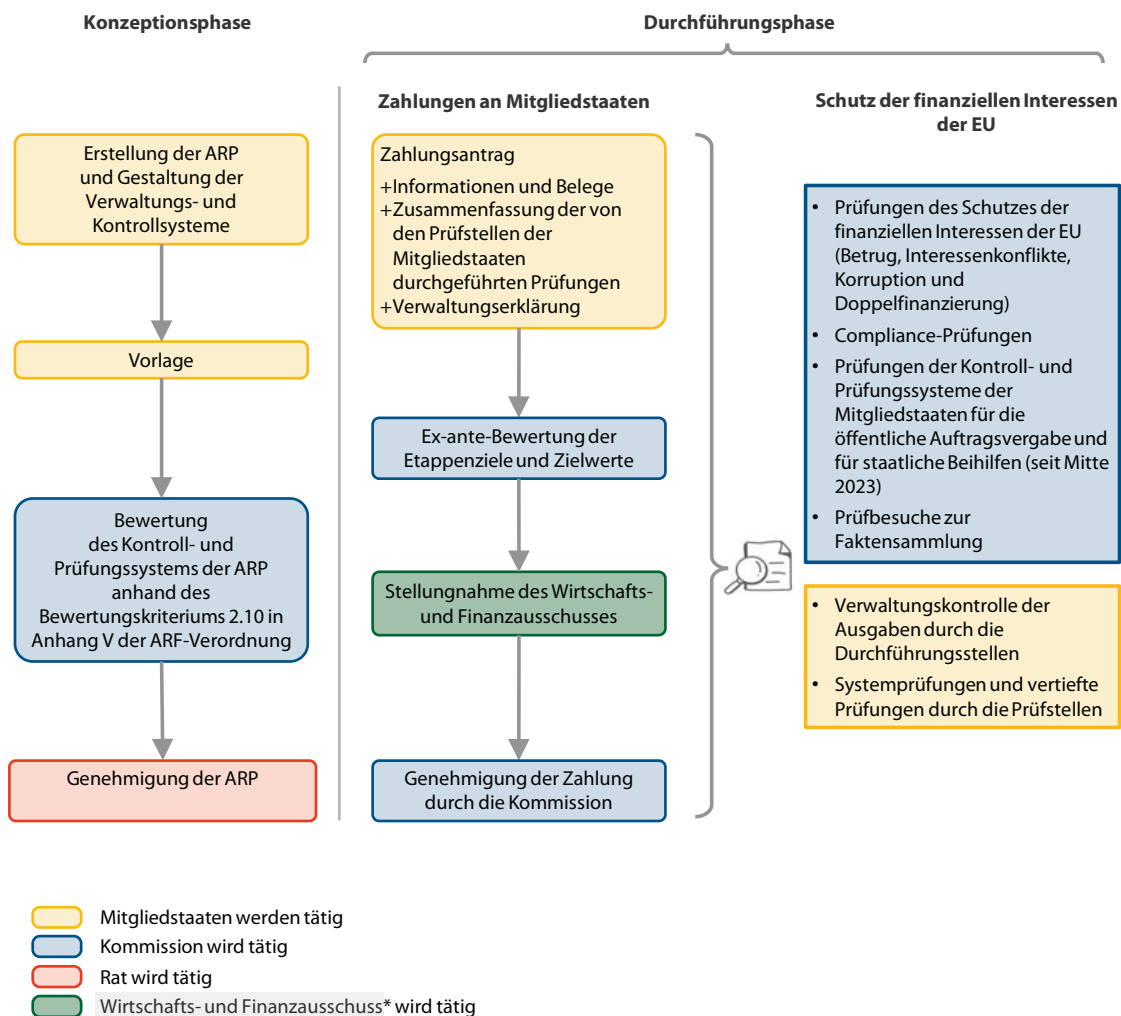 Konzeptionsphase
Durchführungsphase
Zahlungen an Mitgliedstaaten
Schutz der finanziellen Interessen
der EU
Erstellung der ARP
und Gestaltung der
Verwaltungs- und
Kontrollsysteme
Vorlage
Bewertung
des Kontroll- und
Prüfungssystems der ARP
anhand des
Bewertungskriteriums 2.10 in
Anhang V der ARF-Verordnung
Genehmigung der ARP
Zahlungsantrag
+Informationen und Belege
+Zusammenfassung der von
den Prüfstellen der
Mitgliedstaaten
durchgeführten Prüfungen
+Verwaltungserklärung
Ex-ante-Bewertung der
Etappenziele und Zielwerte
Stellungnahme des Wirtschafts-
und Finanzausschusses
Genehmigung der Zahlung
durch die Kommission
• Prüfungen des Schutzes der
finanziellen Interessen der EU
(Betrug, Interessenkonflikte,
Korruption und
Doppelfinanzierung)
• Compliance-Prüfungen
• Prüfungen der Kontroll- und
Prüfungssysteme der
Mitgliedstaaten für die
öffentliche Auftragsvergabe und
für staatliche Beihilfen (seit Mitte
2023)
• Prüfbesuche zur
Faktensammlung
• Verwaltungskontrolle der
Ausgaben durch die
Durchführungsstellen
• Systemprüfungen und vertiefte
Prüfungen durch die Prüfstellen
Mitgliedstaaten werden tätig
Kommission wird tätig
Rat wird tätig
Wirtschafts- und Finanzausschuss* wird tätig